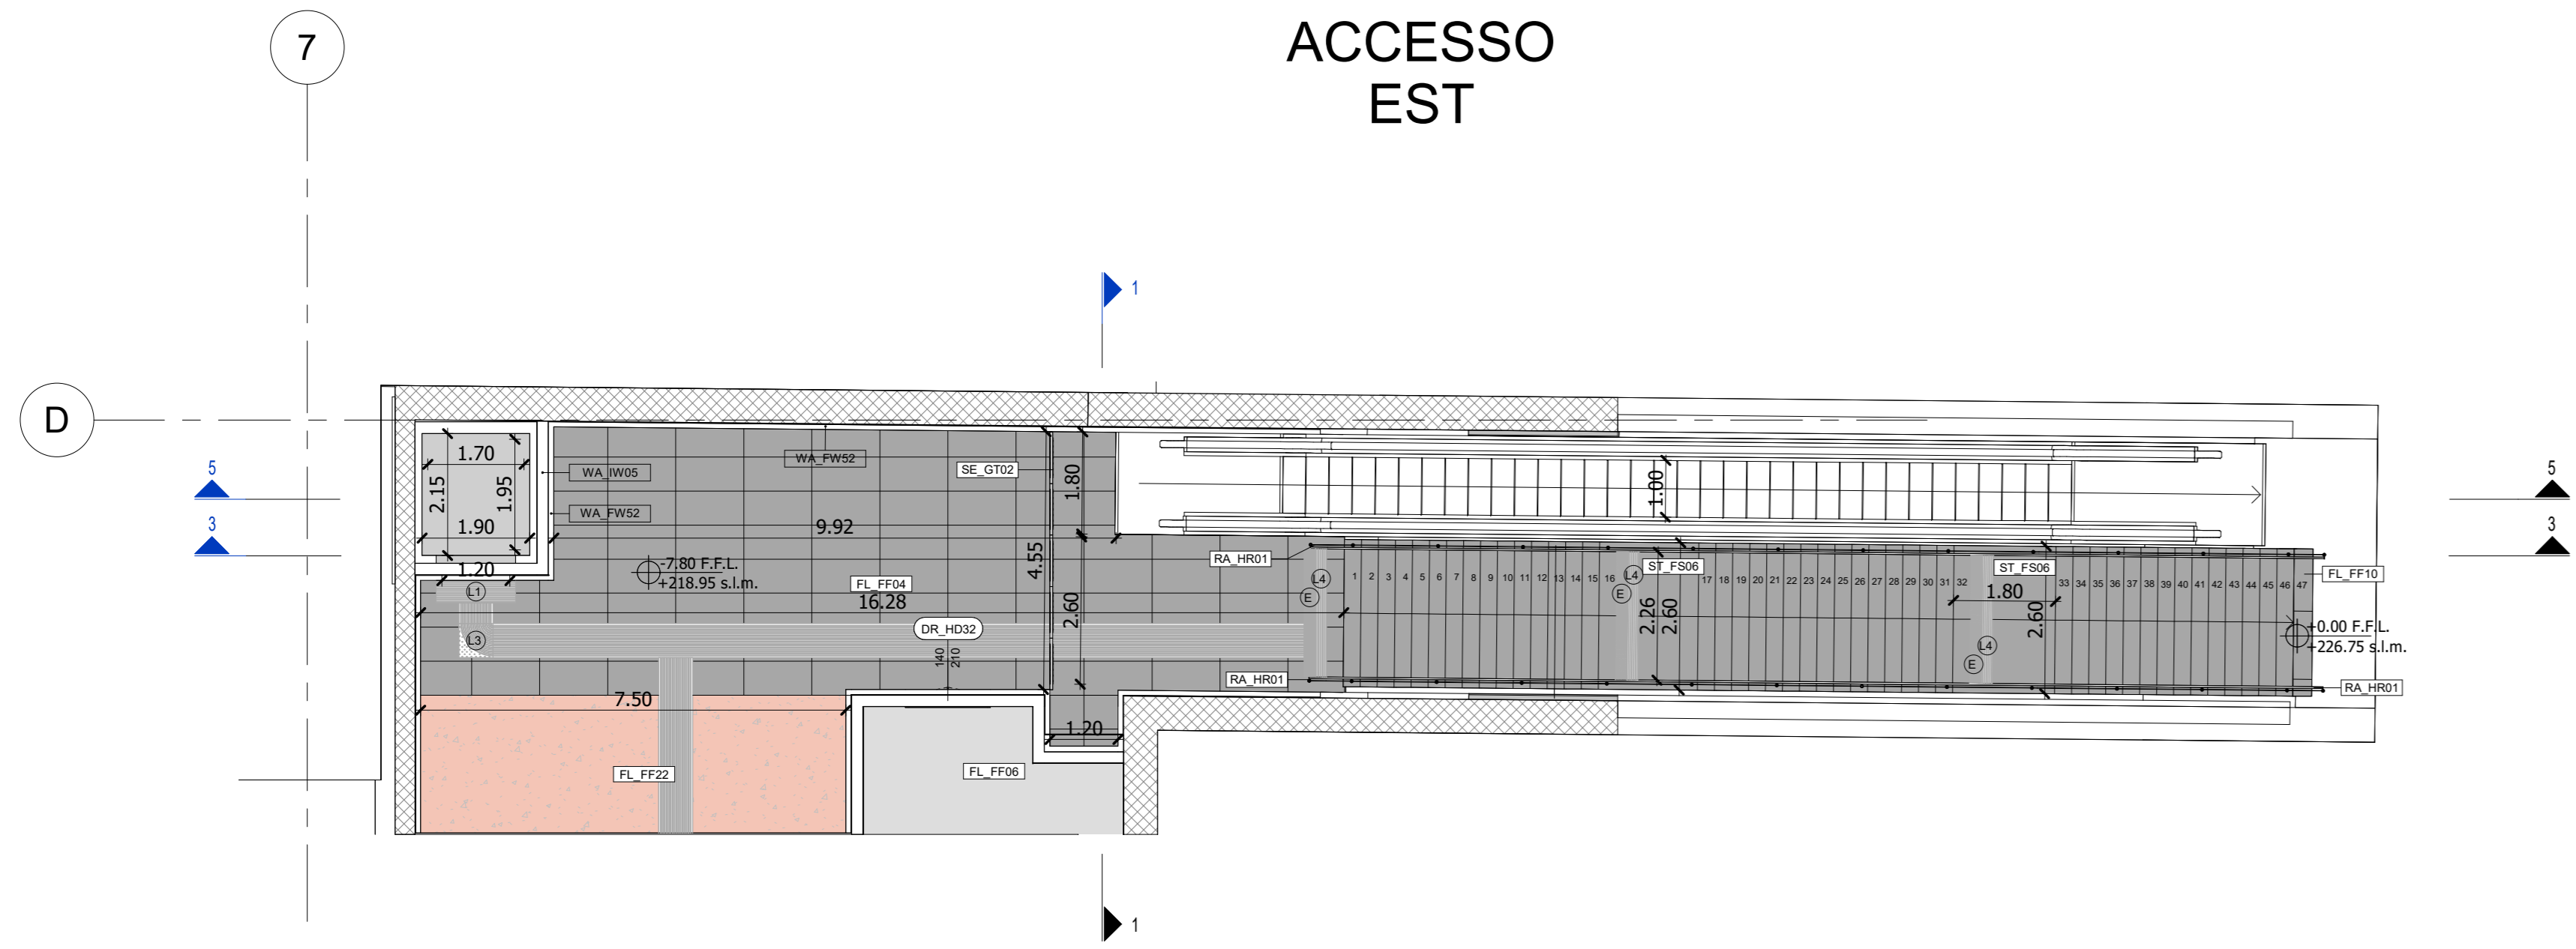 ACCESSO
EST
7
1
D
5
5
3
3
1.70
2.15
1.95
1.90
1.20
WA_IW05
WA_FW52
WA_FW52
SE_GT02
1.80
1.00
9.92
4.55
-7.80 F.F.L.
+218.95 s.l.m.
FL_FF04
16.28
2.60
RA_HR01
L4
E
1 2 3 4 5 6 7 8 9 10 11 12 13 14 15 16
L4
E
ST_FS06
2.26
2.60
17 18 19 20 21 22 23 24 25 26 27 28 29 30 31 32
ST_FS06
1.80
2.60
33 34 35 36 37 38 39 40 41 42 43 44 45 46 47
FL_FF10
L1
L3
DR_HD32
140
210
L4
E
+0.00 F.F.L.
+226.75 s.l.m.
RA_HR01
RA_HR01
7.50
1.20
FL_FF22
FL_FF06
1